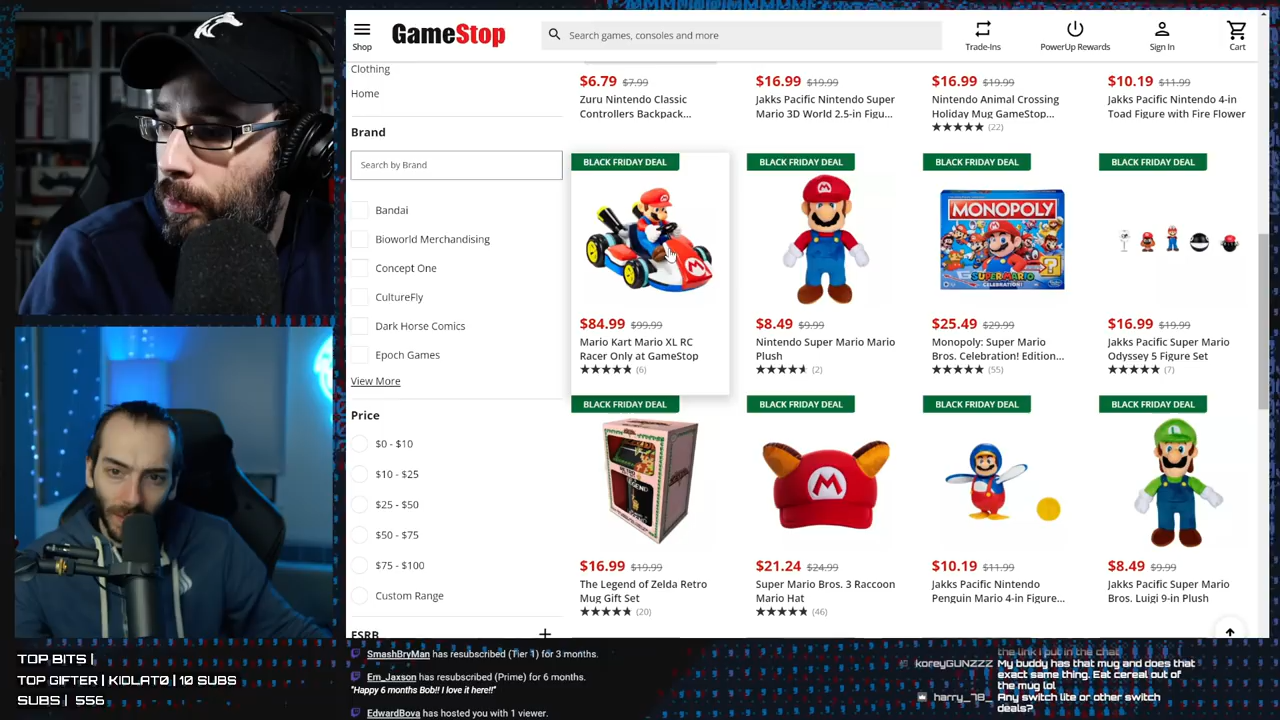 Shop
GameStop
Search games, consoles and more
Trade-Ins
PowerUp Rewards
Sign In
Cart
Clothing
Home
Brand
Search by Brand
Bandai
Bioworld Merchandising
Concept One
CultureFly
Dark Horse Comics
Epoch Games
View More
Price
$0 - $10
$10 - $25
$25 - $50
$50 - $75
$75 - $100
Custom Range
ESRB
$6.79 $7.99
Zuru Nintendo Classic
Controllers Backpack...
$16.99 $19.99
Jakks Pacific Nintendo Super
Mario 3D World 2.5-in Figu...
$16.99 $19.99
Nintendo Animal Crossing
Holiday Mug GameStop...
(22)
$10.19 $11.99
Jakks Pacific Nintendo 4-in
Toad Figure with Fire Flower
BLACK FRIDAY DEAL
$84.99 $99.99
Mario Kart Mario XL RC
Racer Only at GameStop
(6)
BLACK FRIDAY DEAL
$8.49 $9.99
Nintendo Super Mario Mario
Plush
(2)
BLACK FRIDAY DEAL
MONOPOLY
SUPER MARIO
CELEBRATION!
$25.49 $29.99
Monopoly: Super Mario
Bros. Celebration! Edition...
(55)
BLACK FRIDAY DEAL
$16.99 $19.99
Jakks Pacific Super Mario
Odyssey 5 Figure Set
(7)
BLACK FRIDAY DEAL
$16.99 $19.99
The Legend of Zelda Retro
Mug Gift Set
(20)
BLACK FRIDAY DEAL
M
$21.24 $24.99
Super Mario Bros. 3 Raccoon
Mario Hat
(46)
BLACK FRIDAY DEAL
$10.19 $11.99
Jakks Pacific Nintendo
Penguin Mario 4-in Figure...
BLACK FRIDAY DEAL
$8.49 $9.99
Jakks Pacific Super Mario
Bros. Luigi 9-in Plush
TOP BITS |
TOP GIFTER | KIDLAT0 | 10 SUBS
SUBS | 556
SmashBryMan has resubscribed (Tier 1) for 3 months.
Em_Jaxson has resubscribed (Prime) for 6 months.
"Happy 6 months Bob!! I love it here!!"
EdwardBova has hosted you with 1 viewer.
the link i put in the chat
koreyGUNZZZ My buddy has that mug and does that
exact same thing. Eat cereal out of
the mug lol
harry_78_ Any switch lite or other switch
deals?